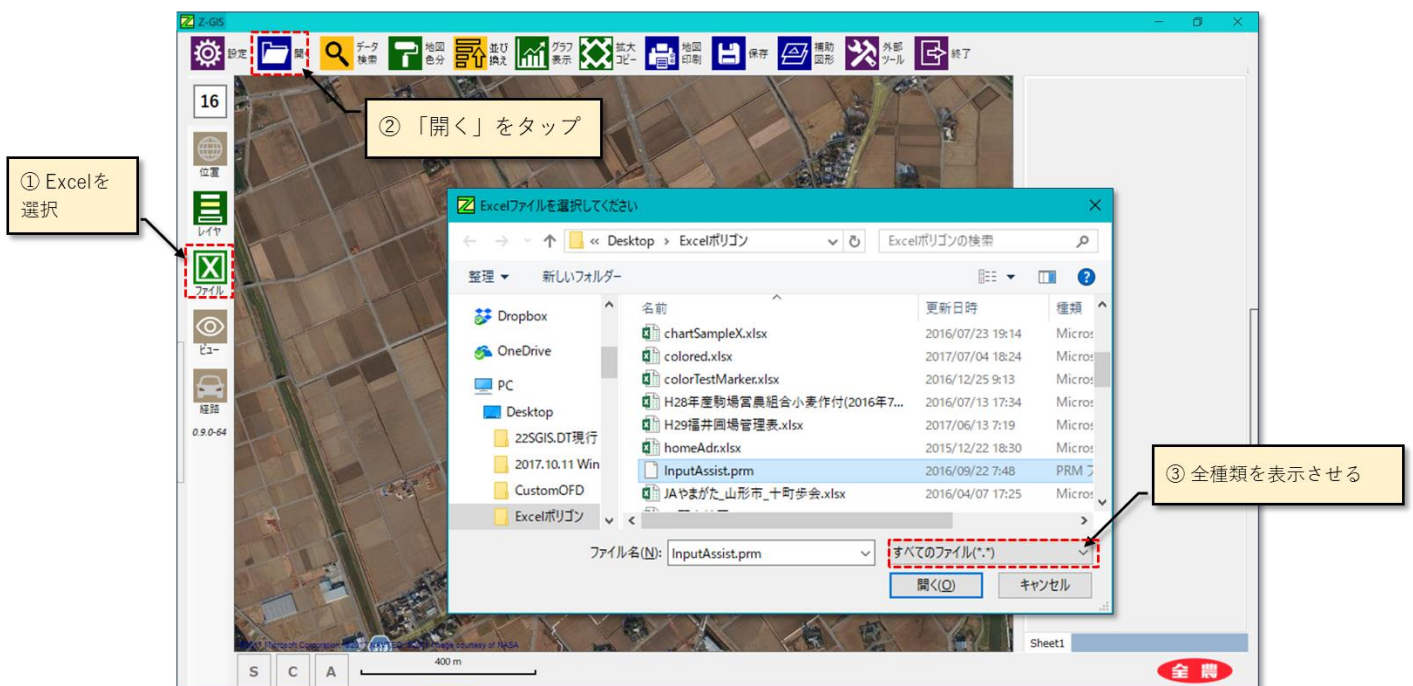 Z-GIS
設定
開
データ
検索
地図
色分
並び
換え
グラフ
表示
拡大
コピー
地図
印刷
保存
補助
図形
外部
ツール
終了
16
② 「開く」をタップ
位置
① Excelを
選択
レイヤ
ファイル
ビュー
経路
0.9.0-64
Excelファイルを選択してください
« Desktop › Excelポリゴン
Excelポリゴンの検索
整理
新しいフォルダー
Dropbox
OneDrive
PC
Desktop
22SGIS.DT現行
2017.10.11 Win
CustomOFD
Excelポリゴン
名前 更新日時 種類
chartSampleX.xlsx 2016/07/23 19:14 Micros
colored.xlsx 2017/07/04 18:24 Micros
colorTestMarker.xlsx 2016/12/25 9:13 Micros
H28年産駒場営農組合小麦作付(2016年7... 2016/07/13 17:34 Micros
H29福井圃場管理表.xlsx 2017/06/13 7:19 Micros
homeAdr.xlsx 2015/12/22 18:30 Micros
InputAssist.prm 2016/09/22 7:48 PRM フ
JAやまがた_山形市_十町歩会.xlsx 2016/04/07 17:25 Micros
③ 全種類を表示させる
ファイル名(N): InputAssist.prm
すべてのファイル(*.*)
開く(O)
キャンセル
Sheet1
S C A
400 m
全農